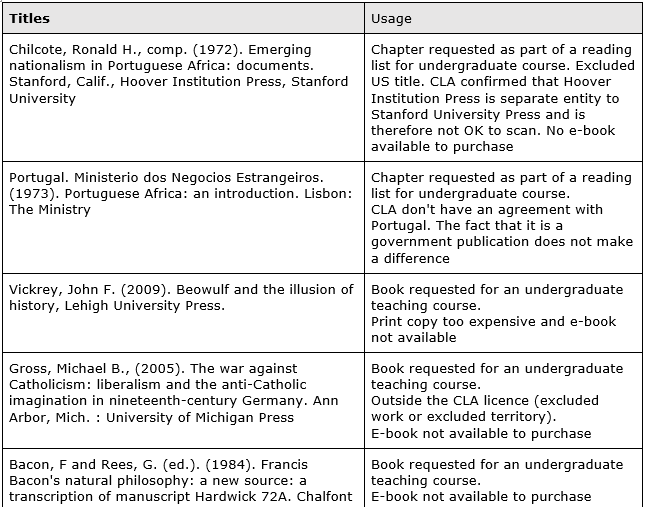 Titles
Usage
Chilcote, Ronald H., comp. (1972). Emerging
nationalism in Portuguese Africa: documents.
Stanford, Calif., Hoover Institution Press, Stanford
University
Chapter requested as part of a reading
list for undergraduate course. Excluded
US title. CLA confirmed that Hoover
Institution Press is separate entity to
Stanford University Press and is
therefore not OK to scan. No e-book
available to purchase
Portugal. Ministerio dos Negocios Estrangeiros.
(1973). Portuguese Africa: an introduction. Lisbon:
The Ministry
Chapter requested as part of a reading
list for undergraduate course.
CLA don't have an agreement with
Portugal. The fact that it is a
government publication does not make
a difference
Vickrey, John F. (2009). Beowulf and the illusion of
history, Lehigh University Press.
Book requested for an undergraduate
teaching course.
Print copy too expensive and e-book
not available
Gross, Michael B., (2005). The war against
Catholicism: liberalism and the anti-Catholic
imagination in nineteenth-century Germany. Ann
Arbor, Mich. : University of Michigan Press
Book requested for an undergraduate
teaching course.
Outside the CLA licence (excluded
work or excluded territory).
E-book not available to purchase
Bacon, F and Rees, G. (ed.). (1984). Francis
Bacon's natural philosophy: a new source: a
transcription of manuscript Hardwick 72A. Chalfont
Book requested for an undergraduate
teaching course.
E-book not available to purchase